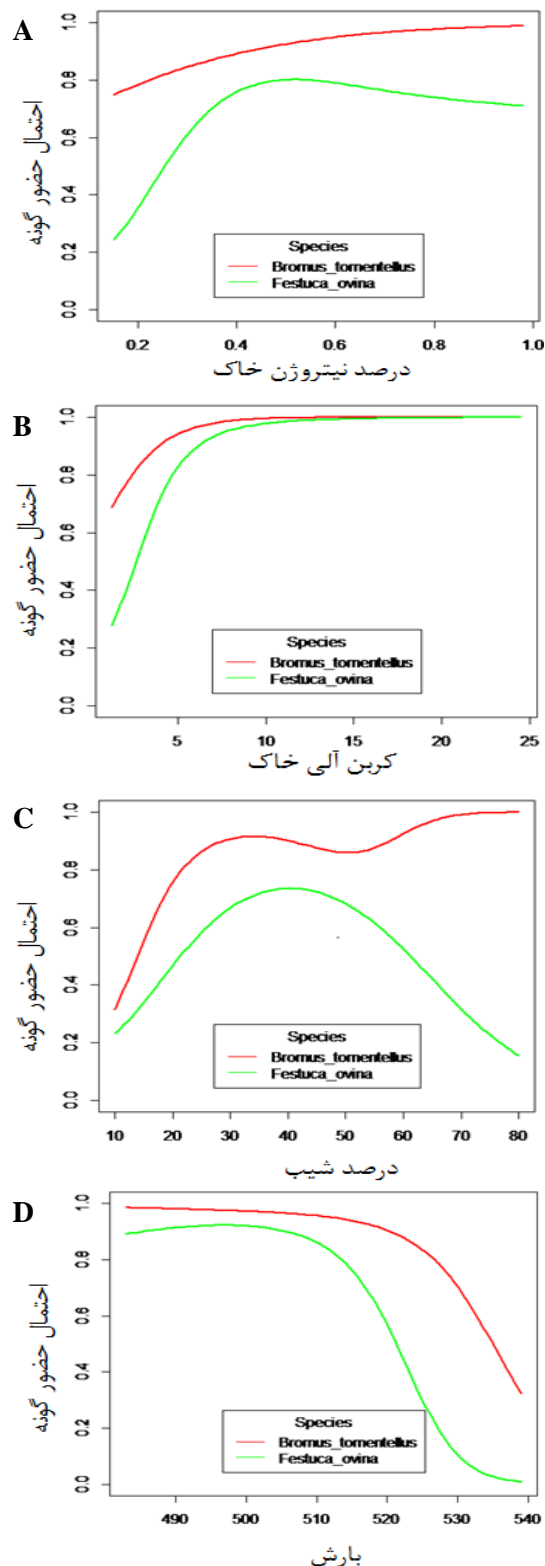 A
احتمال حضور گونه
1.0
0.8
0.6
0.4
0.2
0.0
Species
Bromus_tomentellus
Festuca_ovina
0.2 0.4 0.6 0.8 1.0
درصد نیتروژن خاک
B
احتمال حضور گونه
1.0
0.8
0.6
0.4
0.2
0.0
Species
Bromus_tomentellus
Festuca_ovina
5 10 15 20 25
کربن آلی خاک
C
احتمال حضور گونه
1.0
0.8
0.6
0.4
0.2
0.0
Species
Bromus_tomentellus
Festuca_ovina
10 20 30 40 50 60 70 80
درصد شیب
D
احتمال حضور گونه
1.0
0.8
0.6
0.4
0.2
0.0
Species
Bromus_tomentellus
Festuca_ovina
490 500 510 520 530 540
بارش